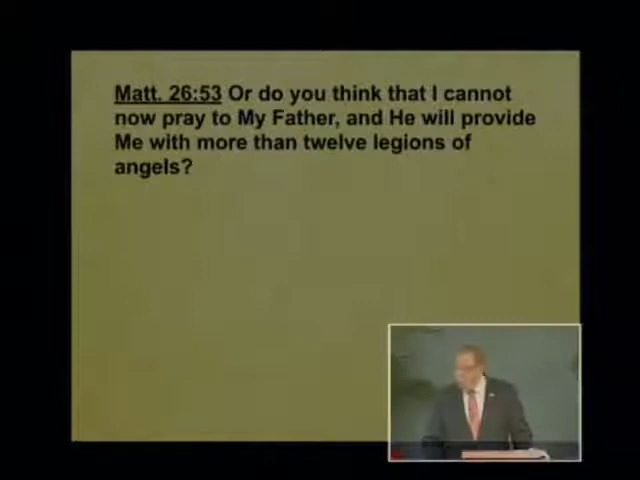 Matt. 26:53 Or do you think that I cannot
now pray to My Father, and He will provide
Me with more than twelve legions of
angels?